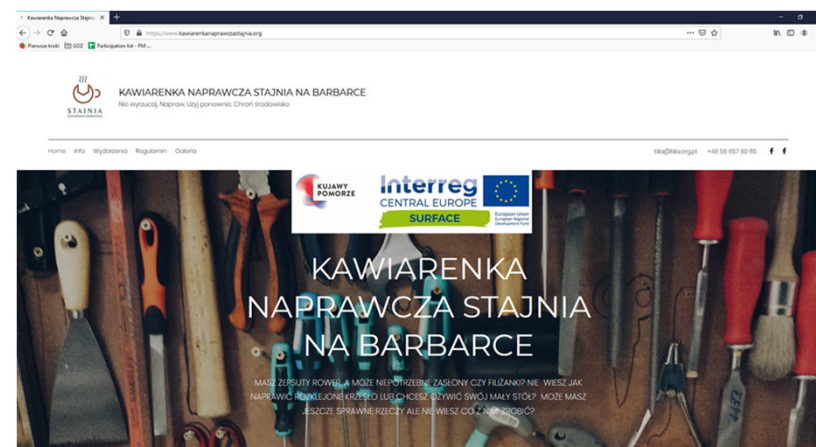 Kawiarenka Naprawcza Stajni
https://www.kawiarenkanaprawczastajnia.org
Pierwsze kroki GOZ Participation list - PM ...
KAWIARENKA NAPRAWCZA STAJNIA NA BARBARCE
Nie wyrzucaj, Napraw, Użyj ponownie, Chroń środowisko
STAJNIA
Home Info Wydarzenia Regulamin Galeria
tilia@tilia.org.pl +48 56 657 60 85
KUJAWY
POMORZE
Interreg
CENTRAL EUROPE
SURFACE
European Union
European Regional
Development Fund
KAWIARENKA
NAPRAWCZA STAJNIA
NA BARBARCE
MASZ ZEPSUTY ROWER, A MOŻE NIEPOTRZEBNE ZASŁONY CZY FILIŻANKI? NIE WIESZ JAK
NAPRAWIĆ ROZKLEJONE KRZESŁO LUB CHCESZ OŻYWIĆ SWÓJ MAŁY STÓŁ? MOŻE MASZ
JESZCZE SPRAWNE RZECZY ALE NIE WIESZ CO Z NIMI ZROBIĆ?